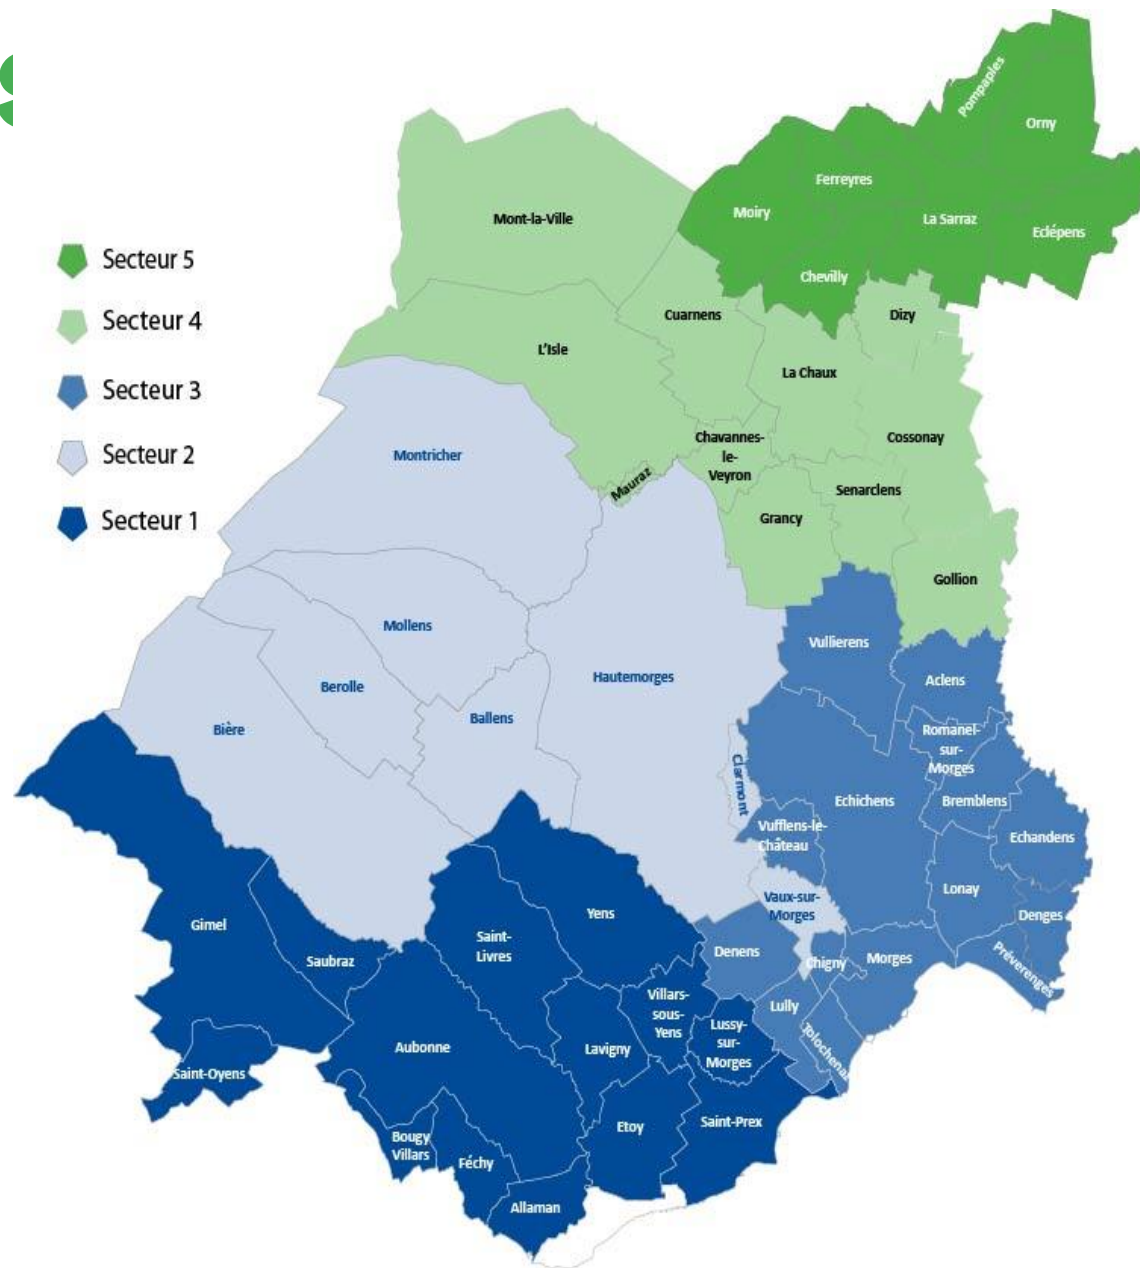 Pompaples
Orny
Ferreyres
Moiry
La Sarraz
Eclépens
Chevilly
Mont-la-Ville
Secteur 5
Secteur 4
Secteur 3
Secteur 2
Secteur 1
Cuarnens
Dizy
L'Isle
La Chaux
Chavannes-
le-
Veyron
Cossonay
Mauraz
Senarclens
Grancy
Gollion
Montricher
Mollens
Berolle
Hautemorges
Ballens
Bière
Clarmont
Vullierens
Aclens
Romanel-
sur-
Morges
Echichens
Bremblens
Vufflens-le-
Château
Echandens
Lonay
Vaux-sur-
Morges
Denges
Préverenges
Denens
Chigny
Morges
Lully
Tolochenaz
Gimel
Saubraz
Saint-
Livres
Yens
Villars-
sous-
Yens
Lussy-
sur-
Morges
Lavigny
Aubonne
Saint-Oyens
Etoy
Saint-Prex
Bougy
Villars
Féchy
Allaman